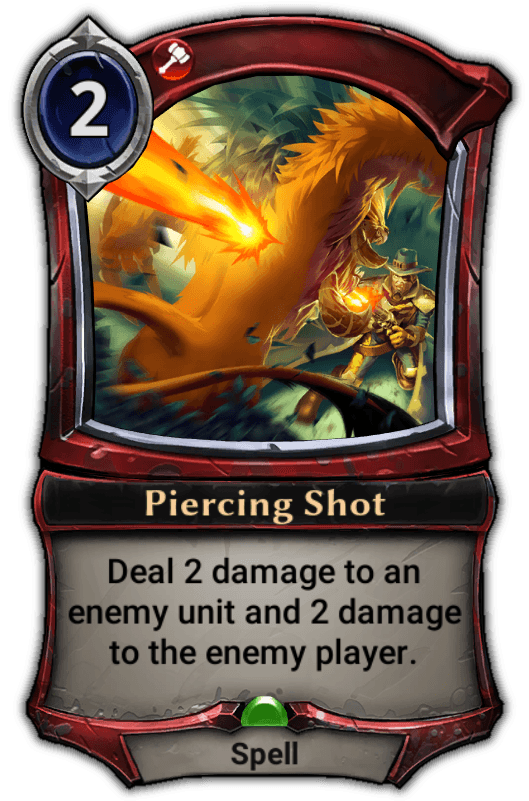 2
Piercing Shot
Deal 2 damage to an
enemy unit and 2 damage
to the enemy player.
Spell